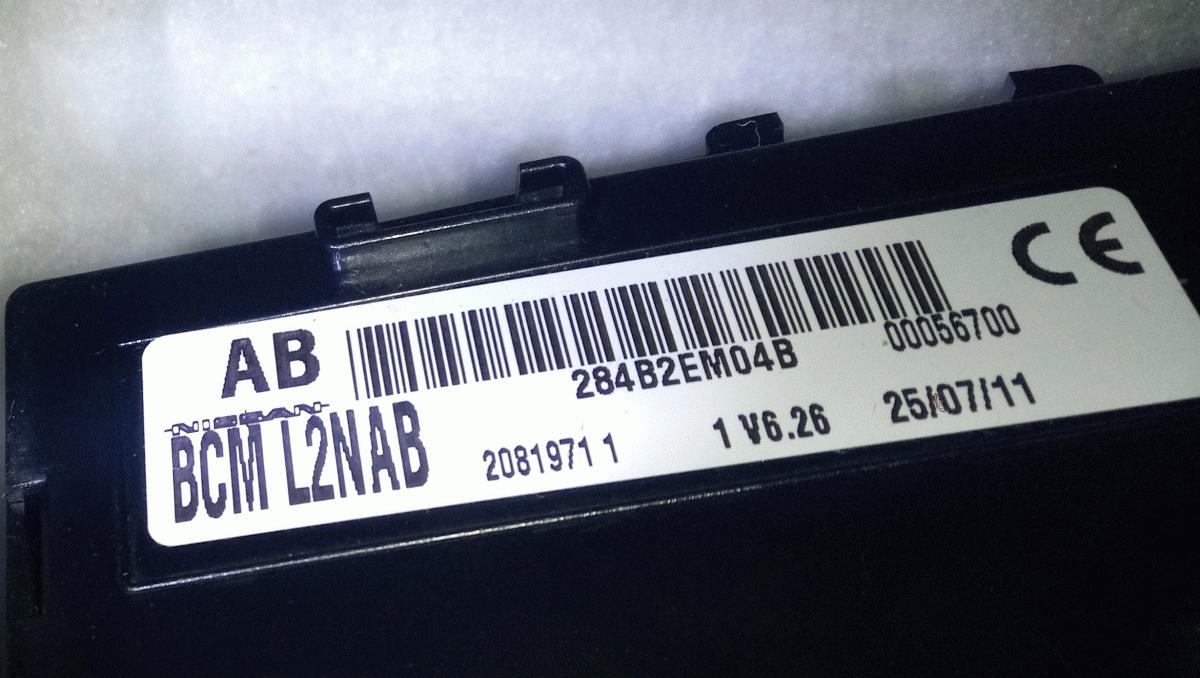 AB
284B2EM04B
00056700
CE
NISSAN
BCM L2NAB
2081971 1
1 V6.26
25/07/11